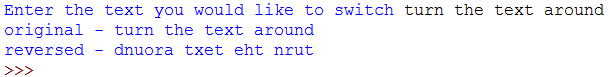 Enter the text you would like to switch turn the text around
original - turn the text around
reversed - dnuora txet eht nrut
>>>